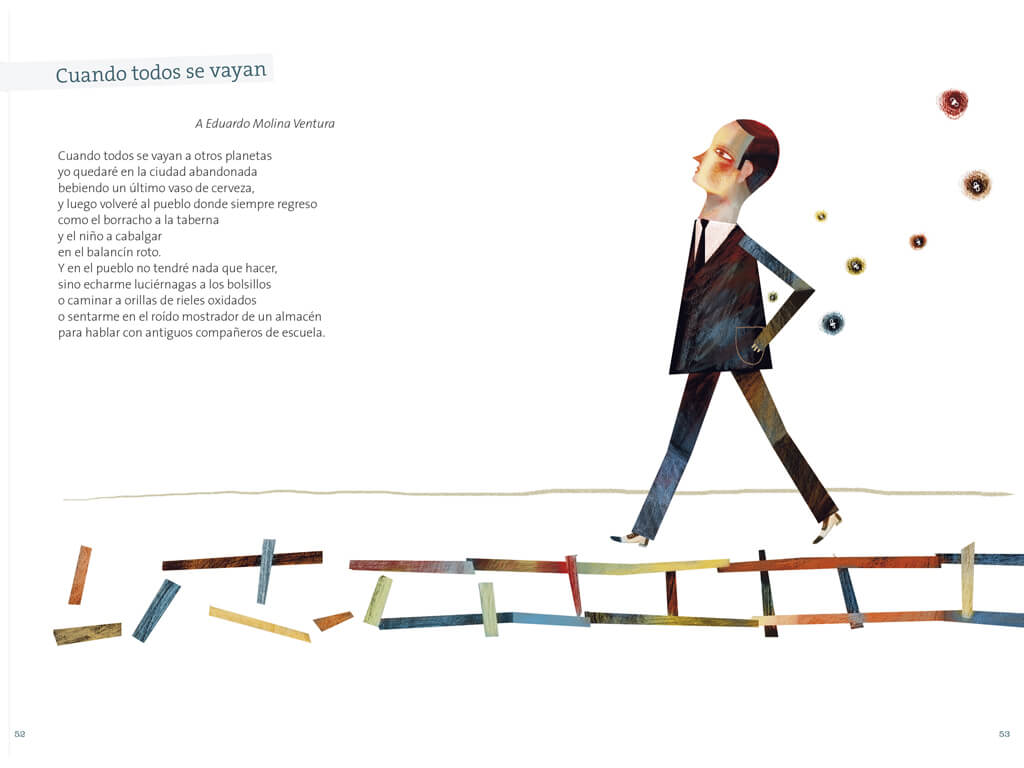 Cuando todos se vayan
A Eduardo Molina Ventura
Cuando todos se vayan a otros planetas
yo quedaré en la ciudad abandonada
bebiendo un último vaso de cerveza,
y luego volveré al pueblo donde siempre regreso
como el borracho a la taberna
y el niño a cabalgar
en el balancín roto.
Y en el pueblo no tendré nada que hacer,
sino echarme luciérnagas a los bolsillos
o caminar a orillas de rieles oxidados
o sentarme en el roído mostrador de un almacén
para hablar con antiguos compañeros de escuela.
52
53